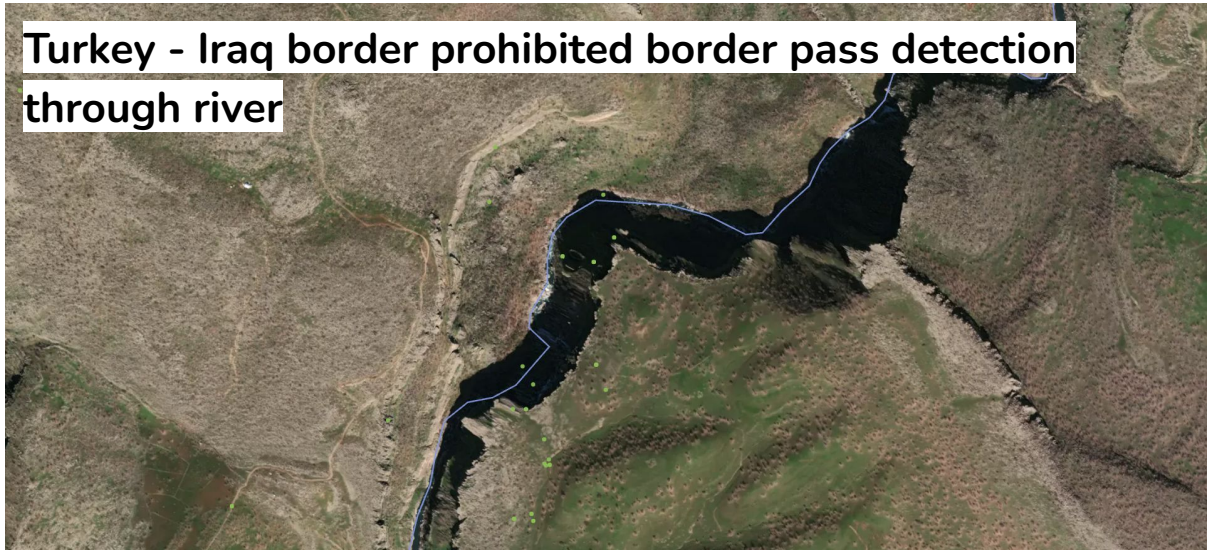 Turkey - Iraq border prohibited border pass detection
through river